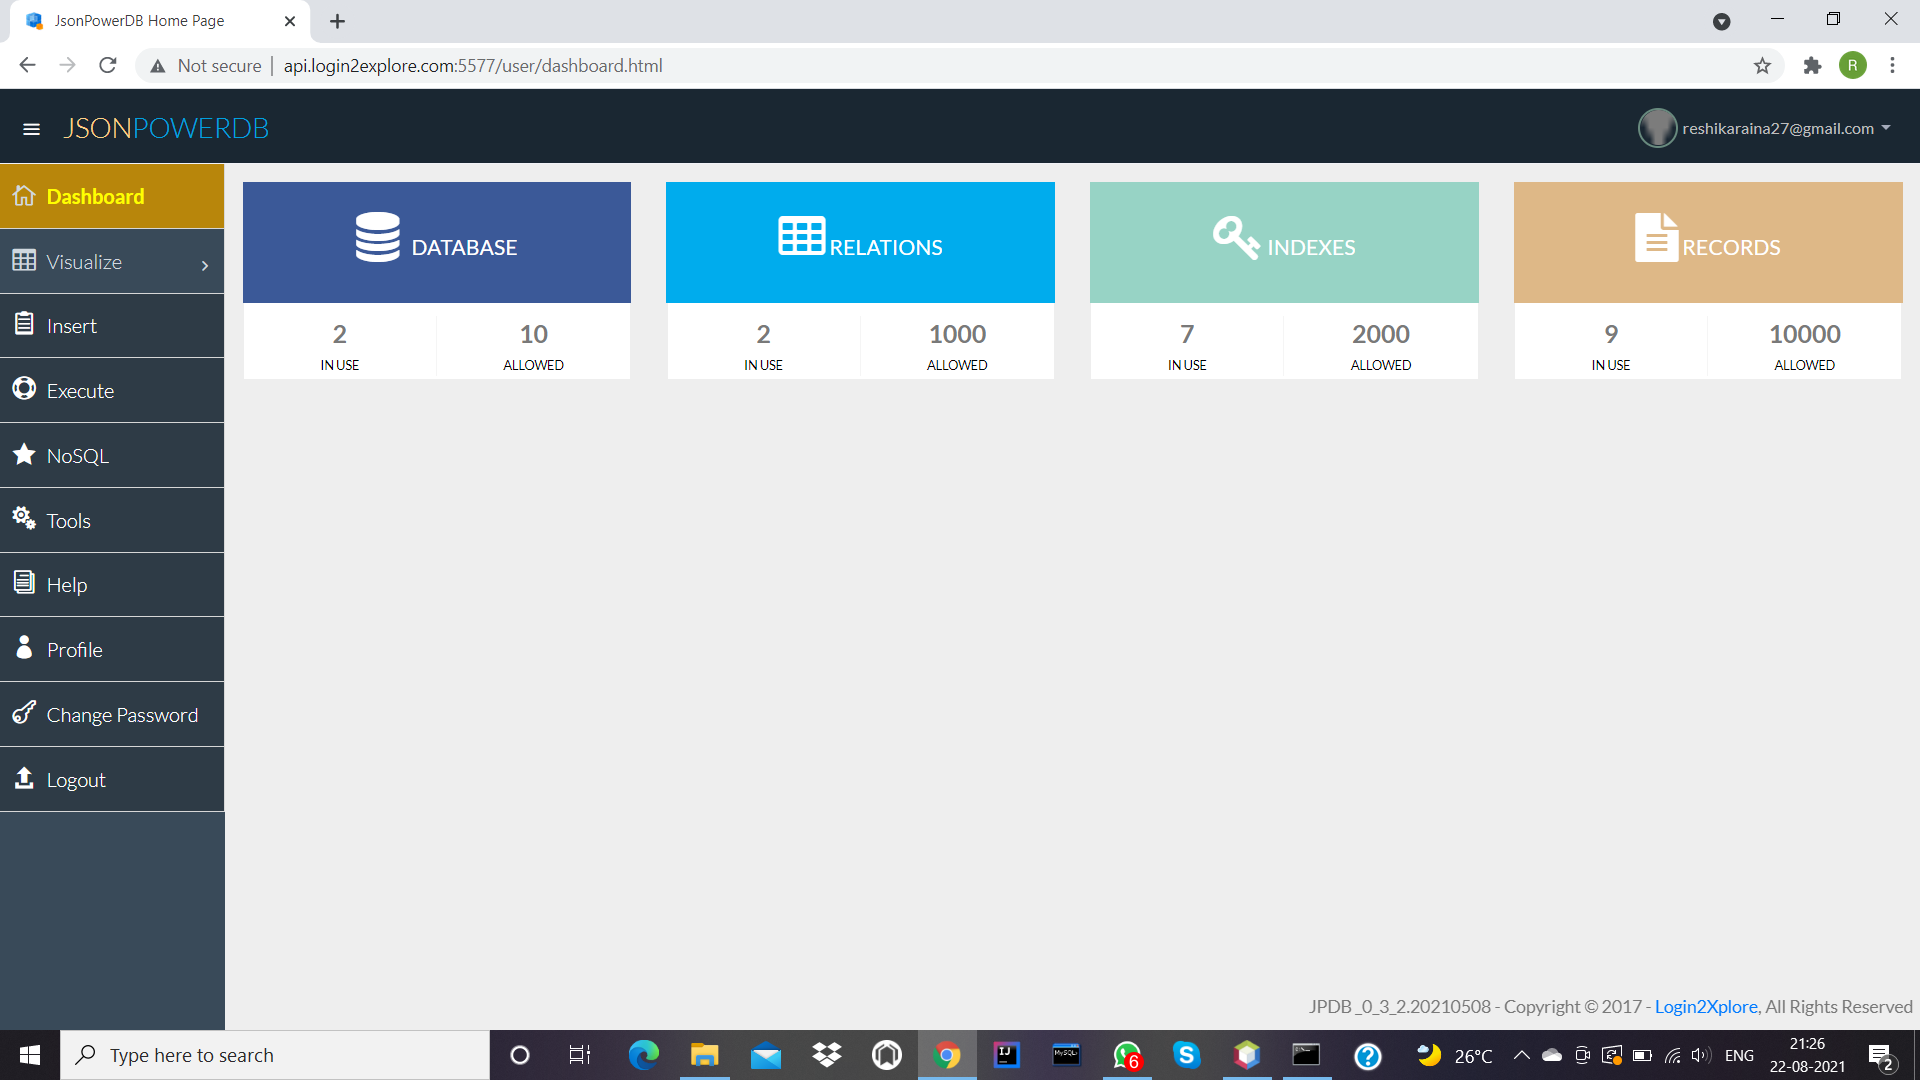 JsonPowerDB Home Page
Not secure | api.login2explore.com:5577/user/dashboard.html
R
JSONPOWERDB
reshikaraina27@gmail.com
Dashboard
Visualize
Insert
Execute
NoSQL
Tools
Help
Profile
Change Password
Logout
DATABASE
2 10
IN USE ALLOWED
RELATIONS
2 1000
IN USE ALLOWED
INDEXES
7 2000
IN USE ALLOWED
RECORDS
9 10000
IN USE ALLOWED
JPDB_0_3_2.20210508 - Copyright © 2017 - Login2Xplore, All Rights Reserved
Type here to search
IJ
MySQL
6
S
26°C
ENG
21:26
22-08-2021
2